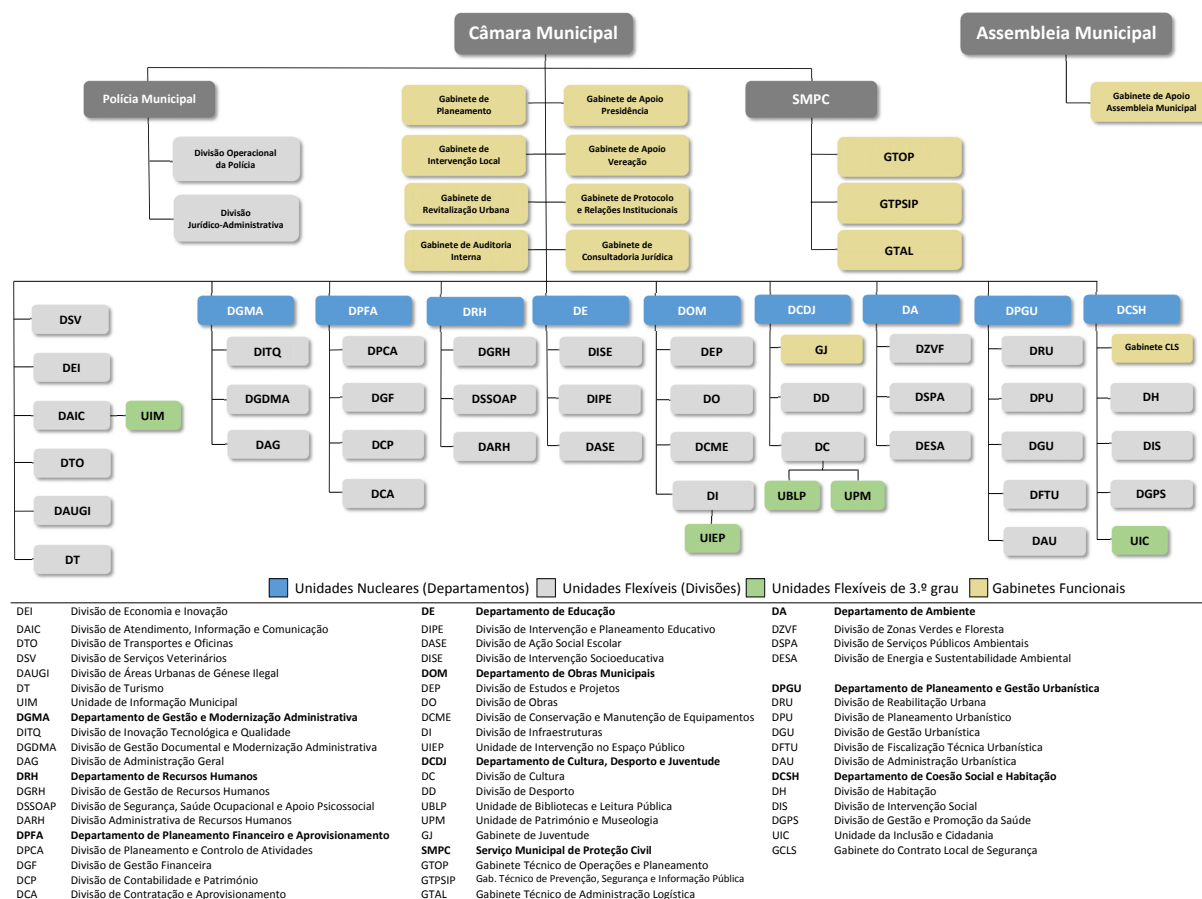 Câmara Municipal
Assembleia Municipal
Polícia Municipal
SMPC
Gabinete de
Planeamento
Gabinete de Apoio
Presidência
Gabinete de Apoio
Assembleia Municipal
Divisão Operacional
da Polícia
Gabinete de
Intervenção Local
Gabinete de Apoio
Vereação
GTOP
Divisão
Jurídico-Administrativa
Gabinete de
Revitalização Urbana
Gabinete de Protocolo
e Relações Institucionais
GTPSIP
Gabinete de Auditoria
Interna
Gabinete de
Consultadoria Jurídica
GTAL
DSV
DEI
DAIC
UIM
DTO
DAUGI
DT
DGMA
DITQ
DGDMA
DAG
DPFA
DPCA
DGF
DCP
DCA
DRH
DGRH
DSSOAP
DARH
DE
DISE
DIPE
DASE
DOM
DEP
DO
DCME
DI
UIEP
DCDJ
GJ
DD
DC
UBLP
UPM
DA
DZVF
DSPA
DESA
DPGU
DRU
DPU
DGU
DFTU
DAU
DCSH
Gabinete CLS
DH
DIS
DGPS
UIC
Unidades Nucleares (Departamentos)
Unidades Flexíveis (Divisões)
Unidades Flexíveis de 3.º grau
Gabinetes Funcionais
DEI Divisão de Economia e Inovação
DAIC Divisão de Atendimento, Informação e Comunicação
DTO Divisão de Transportes e Oficinas
DSV Divisão de Serviços Veterinários
DAUGI Divisão de Áreas Urbanas de Génese Ilegal
DT Divisão de Turismo
UIM Unidade de Informação Municipal
DGMA Departamento de Gestão e Modernização Administrativa
DITQ Divisão de Inovação Tecnológica e Qualidade
DGDMA Divisão de Gestão Documental e Modernização Administrativa
DAG Divisão de Administração Geral
DRH Departamento de Recursos Humanos
DGRH Divisão de Gestão de Recursos Humanos
DSSOAP Divisão de Segurança, Saúde Ocupacional e Apoio Psicossocial
DARH Divisão Administrativa de Recursos Humanos
DPFA Departamento de Planeamento Financeiro e Aprovisionamento
DPCA Divisão de Planeamento e Controlo de Atividades
DGF Divisão de Gestão Financeira
DCP Divisão de Contabilidade e Património
DCA Divisão de Contratação e Aprovisionamento
DE Departamento de Educação
DIPE Divisão de Intervenção e Planeamento Educativo
DASE Divisão de Ação Social Escolar
DISE Divisão de Intervenção Socioeducativa
DOM Departamento de Obras Municipais
DEP Divisão de Estudos e Projetos
DO Divisão de Obras
DCME Divisão de Conservação e Manutenção de Equipamentos
DI Divisão de Infraestruturas
UIEP Unidade de Intervenção no Espaço Público
DCDJ Departamento de Cultura, Desporto e Juventude
DC Divisão de Cultura
DD Divisão de Desporto
UBLP Unidade de Bibliotecas e Leitura Pública
UPM Unidade de Património e Museologia
GJ Gabinete de Juventude
SMPC Serviço Municipal de Proteção Civil
GTOP Gabinete Técnico de Operações e Planeamento
GTPSIP Gab. Técnico de Prevenção, Segurança e Informação Pública
GTAL Gabinete Técnico de Administração Logística
DA Departamento de Ambiente
DZVF Divisão de Zonas Verdes e Floresta
DSPA Divisão de Serviços Públicos Ambientais
DESA Divisão de Energia e Sustentabilidade Ambiental
DPGU Departamento de Planeamento e Gestão Urbanística
DRU Divisão de Reabilitação Urbana
DPU Divisão de Planeamento Urbanístico
DGU Divisão de Gestão Urbanística
DFTU Divisão de Fiscalização Técnica Urbanística
DAU Divisão de Administração Urbanística
DCSH Departamento de Coesão Social e Habitação
DH Divisão de Habitação
DIS Divisão de Intervenção Social
DGPS Divisão de Gestão e Promoção da Saúde
UIC Unidade da Inclusão e Cidadania
GCLS Gabinete do Contrato Local de Segurança